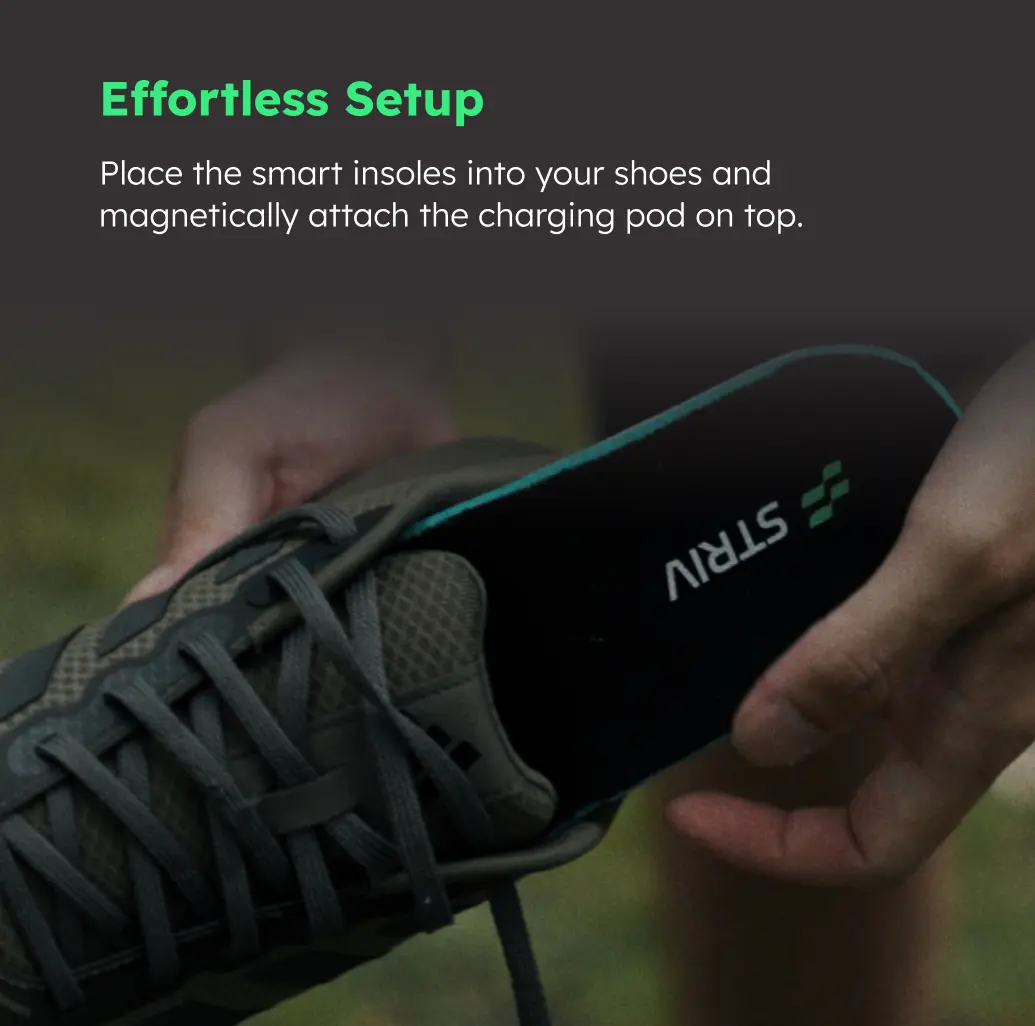 Effortless Setup
Place the smart insoles into your shoes and
magnetically attach the charging pod on top.
STRIV